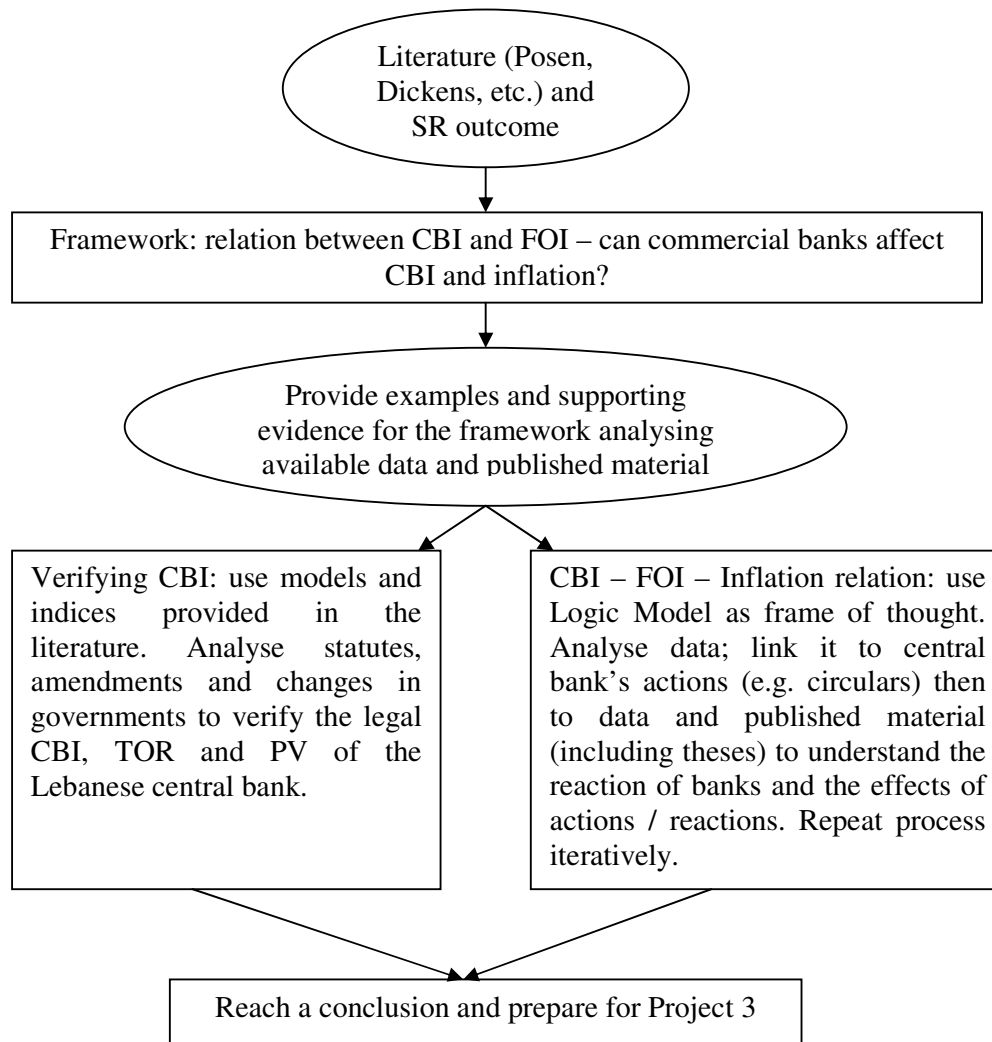 Literature (Posen,
Dickens, etc.) and
SR outcome
Framework: relation between CBI and FOI – can commercial banks affect
CBI and inflation?
Provide examples and supporting
evidence for the framework analysing
available data and published material
Verifying CBI: use models and
indices provided in the
literature. Analyse statutes,
amendments and changes in
governments to verify the legal
CBI, TOR and PV of the
Lebanese central bank.
CBI – FOI – Inflation relation: use
Logic Model as frame of thought.
Analyse data; link it to central
bank's actions (e.g. circulars) then
to data and published material
(including theses) to understand the
reaction of banks and the effects of
actions / reactions. Repeat process
iteratively.
Reach a conclusion and prepare for Project 3